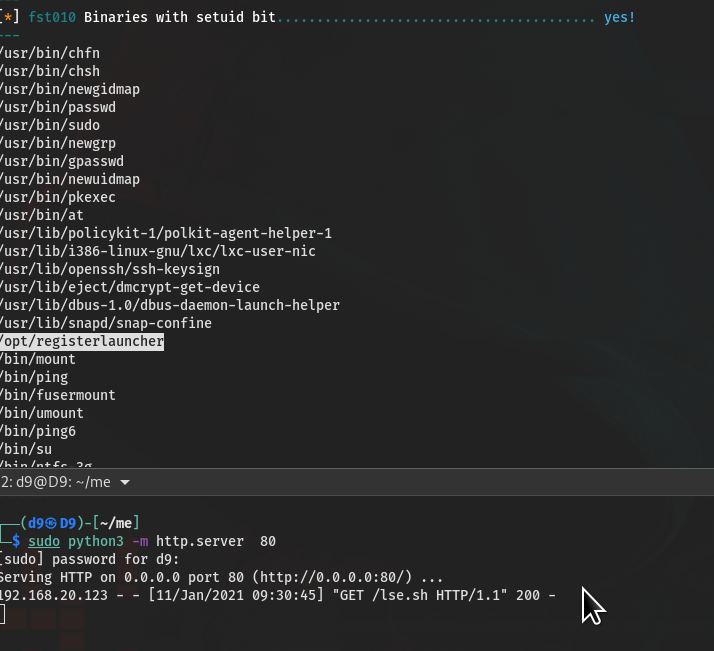 [*] fst010 Binaries with setuid bit....................................... yes!
---
/usr/bin/chfn
/usr/bin/chsh
/usr/bin/newgidmap
/usr/bin/passwd
/usr/bin/sudo
/usr/bin/newgrp
/usr/bin/gpasswd
/usr/bin/newuidmap
/usr/bin/pkexec
/usr/bin/at
/usr/lib/policykit-1/polkit-agent-helper-1
/usr/lib/i386-linux-gnu/lxc/lxc-user-nic
/usr/lib/openssh/ssh-keysign
/usr/lib/eject/dmcrypt-get-device
/usr/lib/dbus-1.0/dbus-daemon-launch-helper
/usr/lib/snapd/snap-confine
/opt/registerlauncher
/bin/mount
/bin/ping
/bin/fusermount
/bin/umount
/bin/ping6
/bin/su
/bin/ntfs-3g
2: d9@D9: ~/me
┌──(d9㉿D9)-[~/me]
└─$ sudo python3 -m http.server  80
[sudo] password for d9:
Serving HTTP on 0.0.0.0 port 80 (http://0.0.0.0:80/) ...
192.168.20.123 - - [11/Jan/2021 09:30:45] "GET /lse.sh HTTP/1.1" 200 -